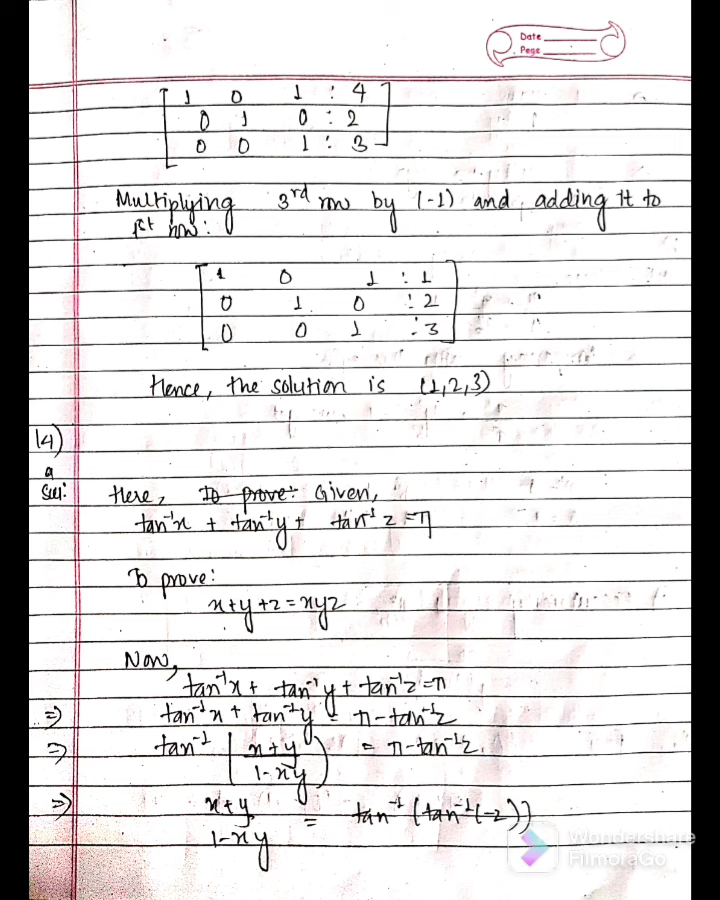 Date
Page
1 0 1 : 4
0 1 0 : 2
0 0 1 : 3
Multiplying 3rd row by (-1) and adding it to
1st row:
1 0 1 : 1
0 1 0 : 2
0 0 1 : 3
Hence, the solution is (1,2,3)
14)
a
Soln:
Here, To prove: Given,
tan⁻¹x + tan⁻¹y + tan⁻¹z = π
To prove:
x+y+z = xyz
Now,
tan⁻¹x + tan⁻¹y + tan⁻¹z = π
⇒ tan⁻¹x + tan⁻¹y = π - tan⁻¹z
⇒ tan⁻¹ (x+y / 1-xy) = π - tan⁻¹z
⇒ x+y / 1-xy = tan⁻¹(tan⁻¹(-z))
Wondershare
FilmoraGo